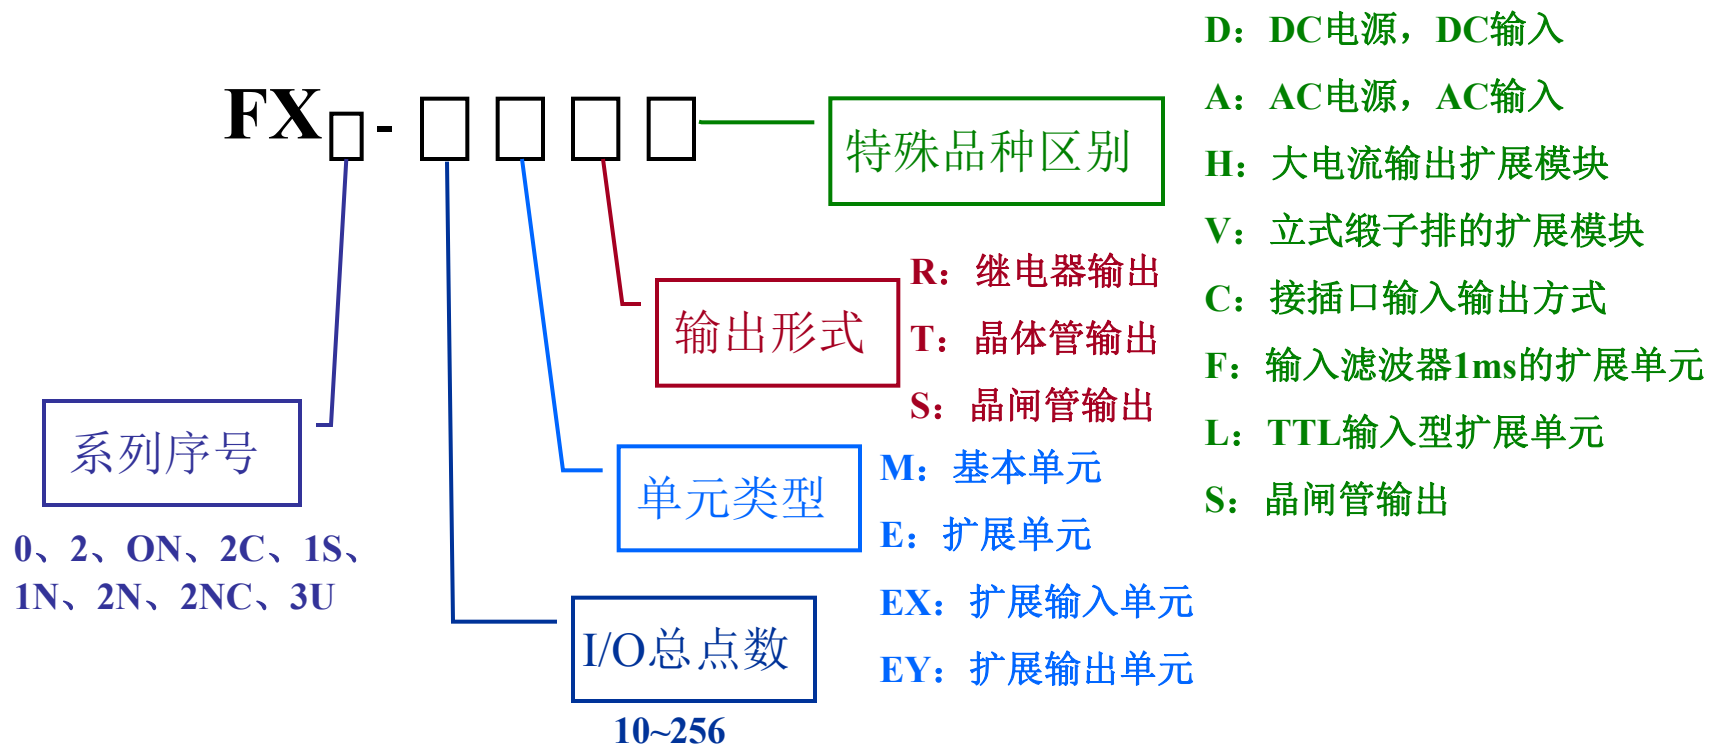 FX□-□□□□
特殊品种区别
D：DC电源，DC输入
A：AC电源，AC输入
H：大电流输出扩展模块
V：立式缎子排的扩展模块
C：接插口输入输出方式
F：输入滤波器1ms的扩展单元
L：TTL输入型扩展单元
S：晶闸管输出
输出形式
R：继电器输出
T：晶体管输出
S：晶闸管输出
单元类型
M：基本单元
E：扩展单元
EX：扩展输入单元
EY：扩展输出单元
系列序号
0、2、ON、2C、1S、
1N、2N、2NC、3U
I/O总点数
10~256